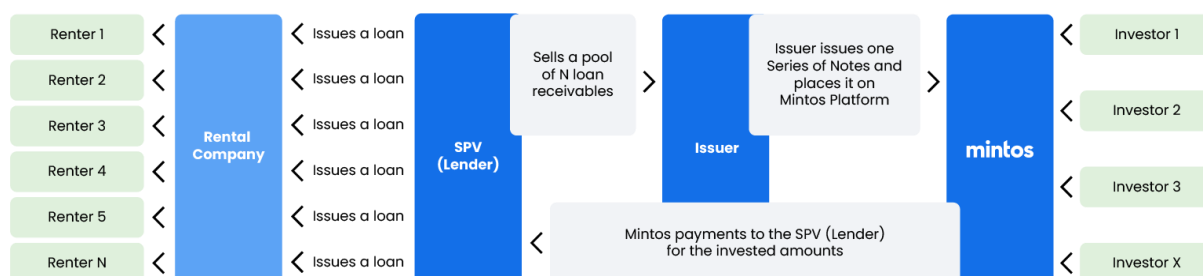 Renter 1
Renter 2
Renter 3
Renter 4
Renter 5
Renter N
Rental
Company
Issues a loan
Issues a loan
Issues a loan
Issues a loan
Issues a loan
Issues a loan
SPV
(Lender)
Sells a pool
of N loan
receivables
Issuer
Issuer issues one
Series of Notes and
places it on
Mintos Platform
Mintos payments to the SPV (Lender)
for the invested amounts
mintos
Investor 1
Investor 2
Investor 3
Investor X